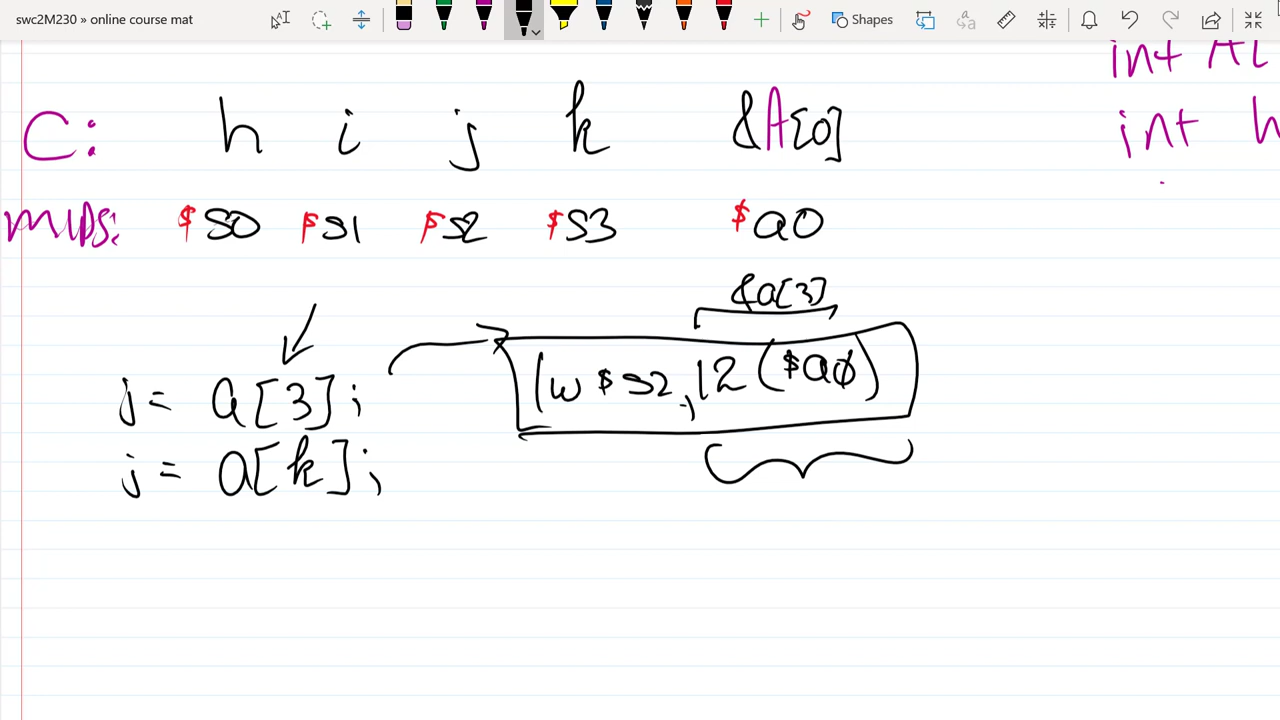 swc2M230 » online course mat
Shapes
int A[
C: h i j k &A[0]
int h
MIPS: $s0 $s1 $s2 $s3 $a0
&a[3]
j = a[3];
lw $s2, 12($a0)
j = a[k];